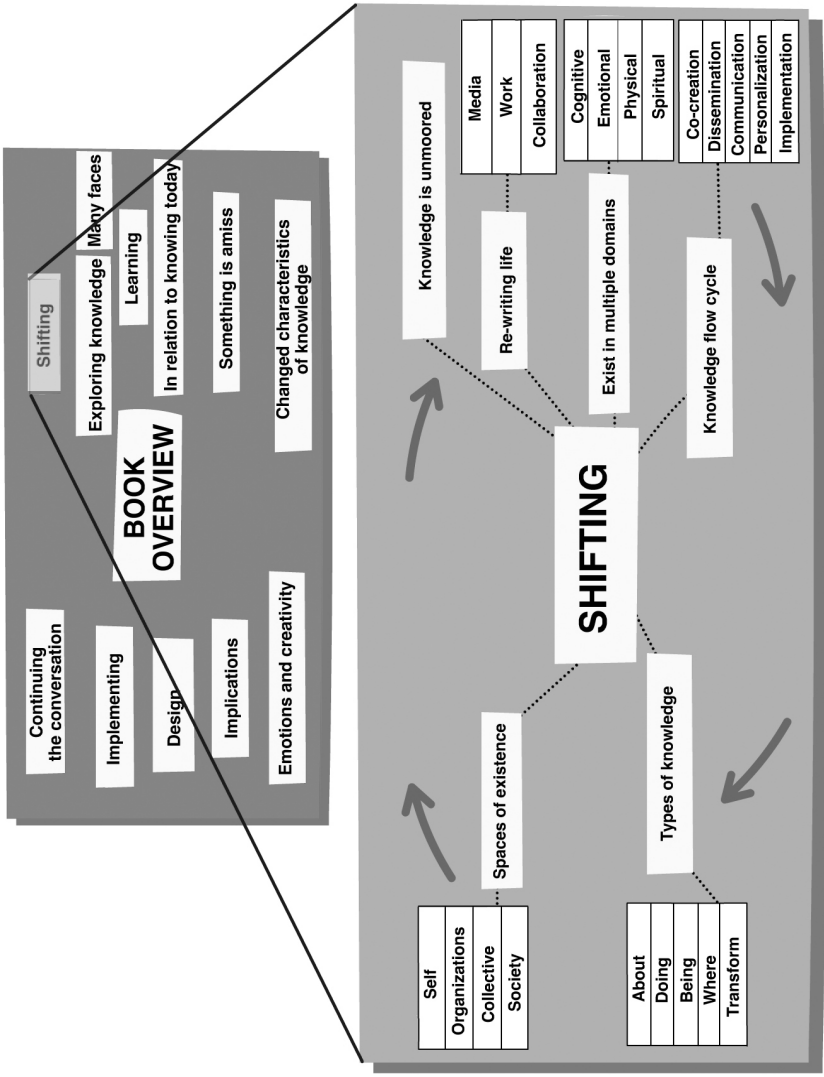 Continuing
the conversation
Implementing
Design
Implications
Emotions and creativity
BOOK
OVERVIEW
Shifting
Exploring knowledge
Many faces
Learning
In relation to knowing today
Something is amiss
Changed characteristics
of knowledge
SHIFTING
Knowledge is unmoored
Re-writing life
Media
Work
Collaboration
Exist in multiple domains
Cognitive
Emotional
Physical
Spiritual
Knowledge flow cycle
Co-creation
Dissemination
Communication
Personalization
Implementation
Types of knowledge
About
Doing
Being
Where
Transform
Spaces of existence
Self
Organizations
Collective
Society